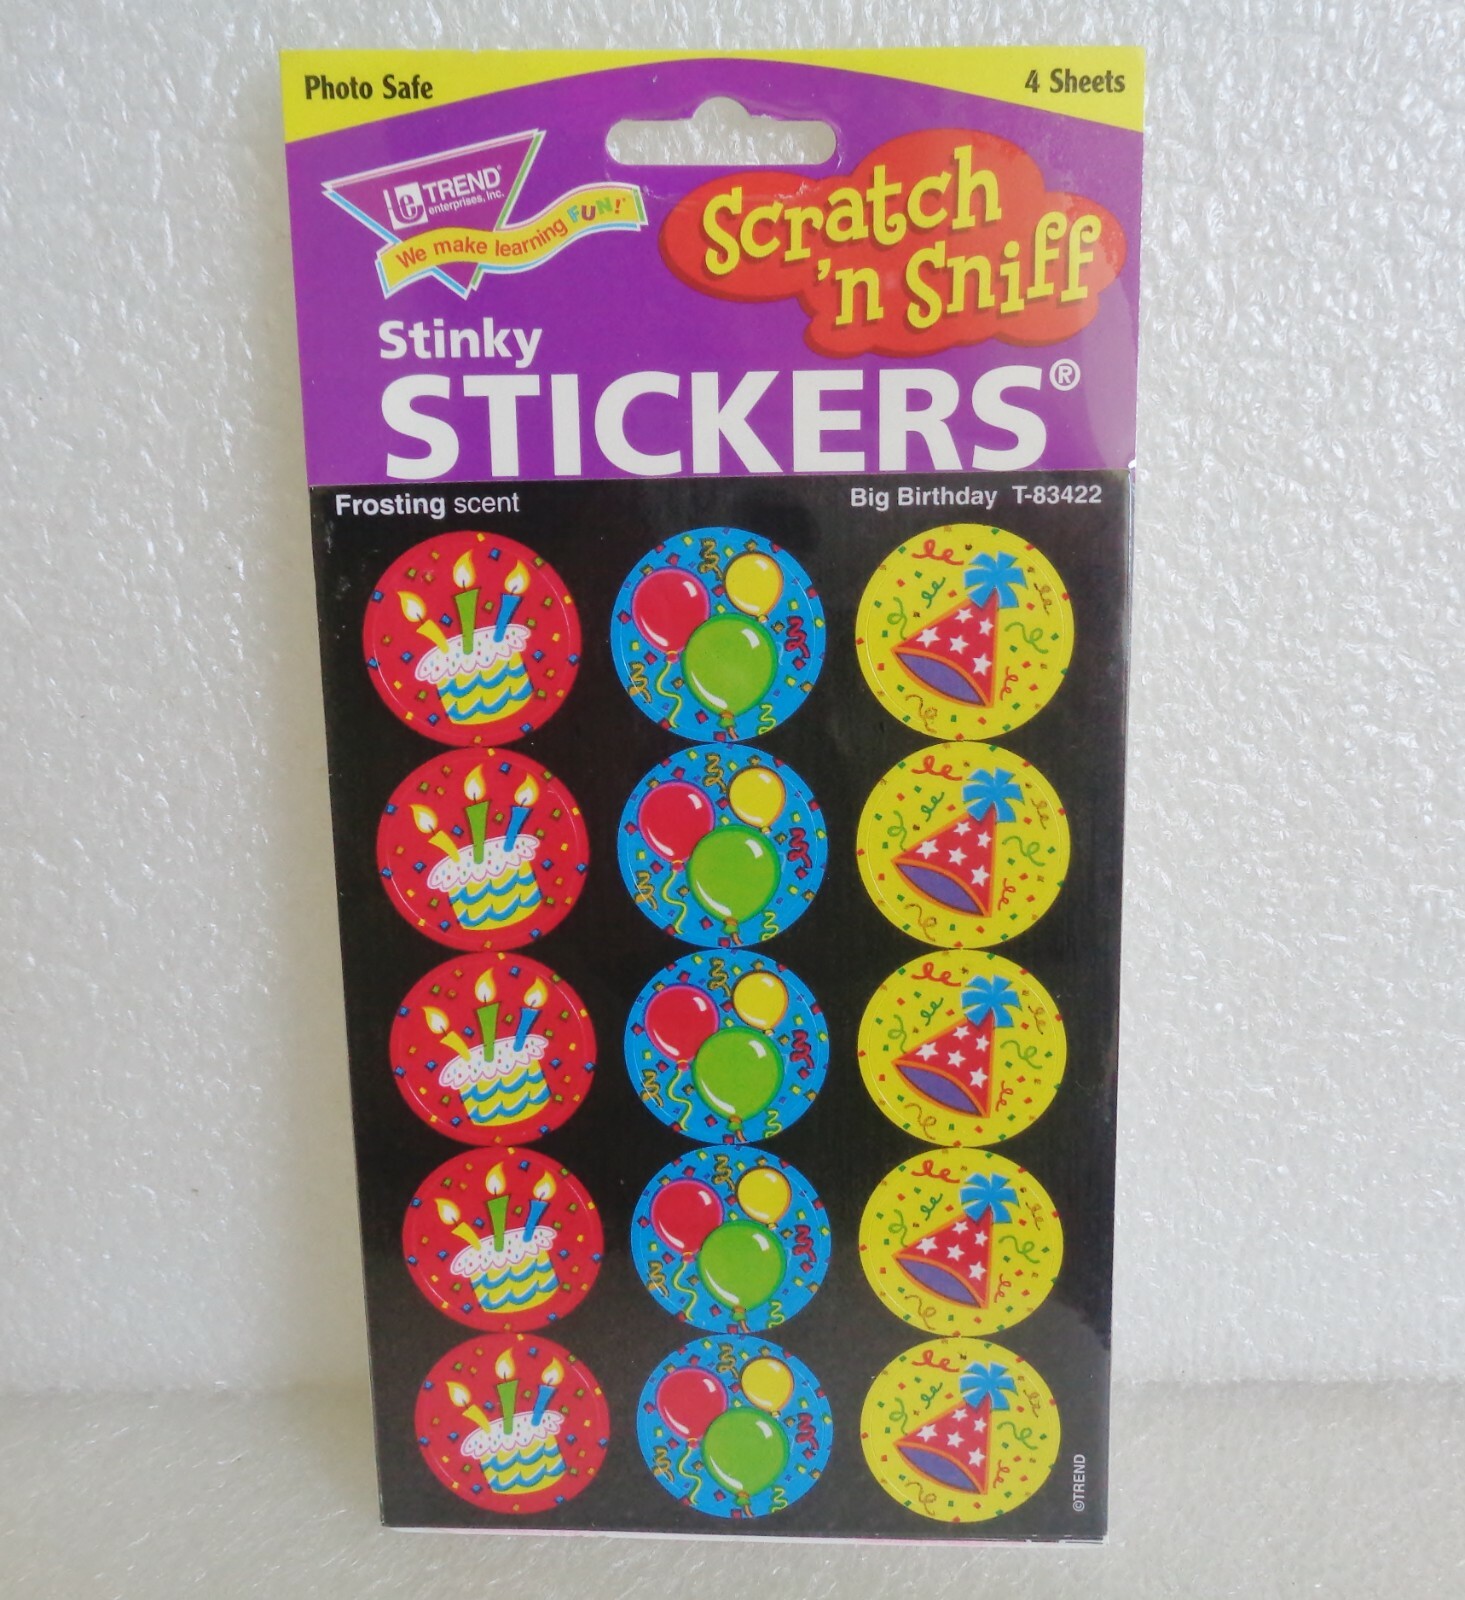 Photo Safe
4 Sheets
TREND®
enterprises, Inc.
We make learning FUN!®
Scratch
'n Sniff
Stinky
STICKERS®
Frosting scent
Big Birthday T-83422
©TREND